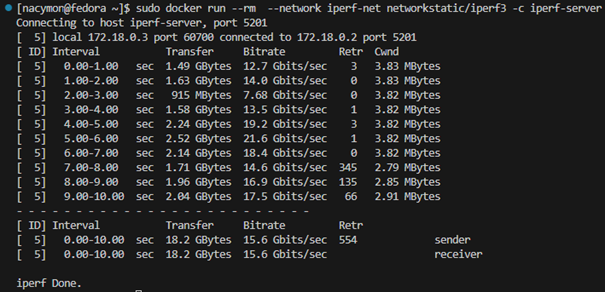 [nacymon@fedora ~]$ sudo docker run --rm  --network iperf-net networkstatic/iperf3 -c iperf-server
Connecting to host iperf-server, port 5201
[  5] local 172.18.0.3 port 60700 connected to 172.18.0.2 port 5201
[ ID] Interval           Transfer     Bitrate         Retr  Cwnd
[  5]   0.00-1.00   sec  1.49 GBytes  12.7 Gbits/sec    3   3.83 MBytes
[  5]   1.00-2.00   sec  1.63 GBytes  14.0 Gbits/sec    0   3.83 MBytes
[  5]   2.00-3.00   sec   915 MBytes  7.68 Gbits/sec    0   3.82 MBytes
[  5]   3.00-4.00   sec  1.58 GBytes  13.5 Gbits/sec    1   3.82 MBytes
[  5]   4.00-5.00   sec  2.24 GBytes  19.2 Gbits/sec    3   3.82 MBytes
[  5]   5.00-6.00   sec  2.52 GBytes  21.6 Gbits/sec    1   3.82 MBytes
[  5]   6.00-7.00   sec  2.14 GBytes  18.4 Gbits/sec    0   3.82 MBytes
[  5]   7.00-8.00   sec  1.71 GBytes  14.6 Gbits/sec  345   2.79 MBytes
[  5]   8.00-9.00   sec  1.96 GBytes  16.9 Gbits/sec  135   2.85 MBytes
[  5]   9.00-10.00  sec  2.04 GBytes  17.5 Gbits/sec   66   2.91 MBytes
- - - - - - - - - - - - - - - - - - - - - - - - -
[ ID] Interval           Transfer     Bitrate         Retr
[  5]   0.00-10.00  sec  18.2 GBytes  15.6 Gbits/sec  554             sender
[  5]   0.00-10.00  sec  18.2 GBytes  15.6 Gbits/sec                  receiver
iperf Done.